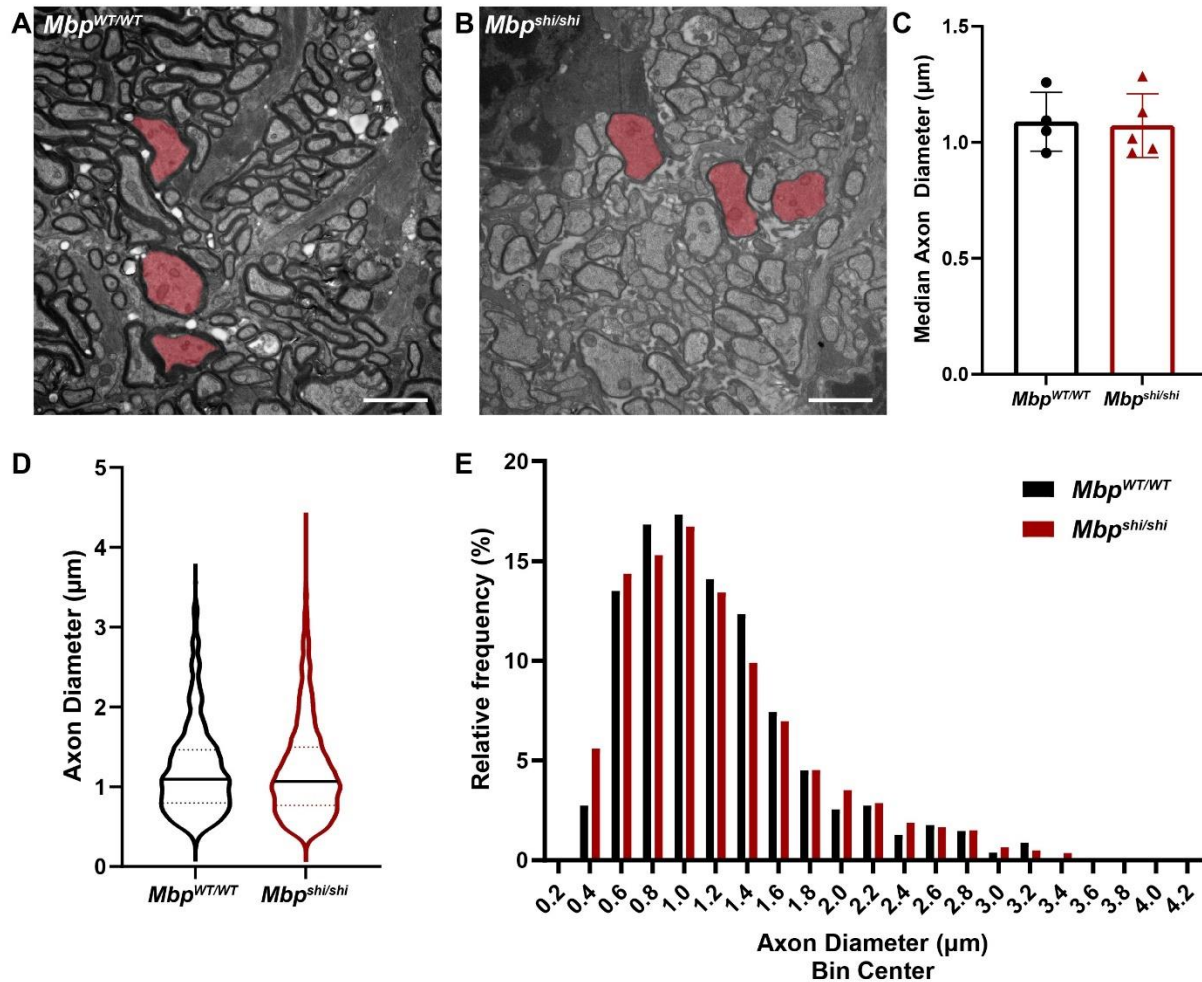 A Mbp^WT/WT
B Mbp^shi/shi
C
1.5
1.0
0.5
0.0
Median Axon Diameter (µm)
Mbp^WT/WT Mbp^shi/shi
D
5
4
3
2
1
0
Axon Diameter (µm)
Mbp^WT/WT Mbp^shi/shi
E
20
15
10
5
0
Relative frequency (%)
Mbp^WT/WT
Mbp^shi/shi
0.2 0.4 0.6 0.8 1.0 1.2 1.4 1.6 1.8 2.0 2.2 2.4 2.6 2.8 3.0 3.2 3.4 3.6 3.8 4.0 4.2
Axon Diameter (µm)
Bin Center